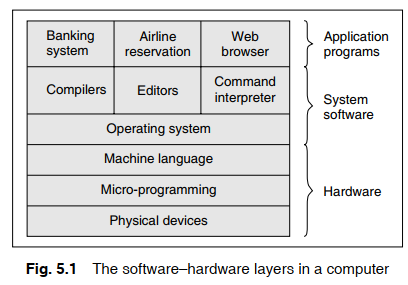 Banking
system
Airline
reservation
Web
browser
Application
programs
Compilers
Editors
Command
interpreter
System
software
Operating system
Machine language
Micro-programming
Hardware
Physical devices
Fig. 5.1 The software–hardware layers in a computer